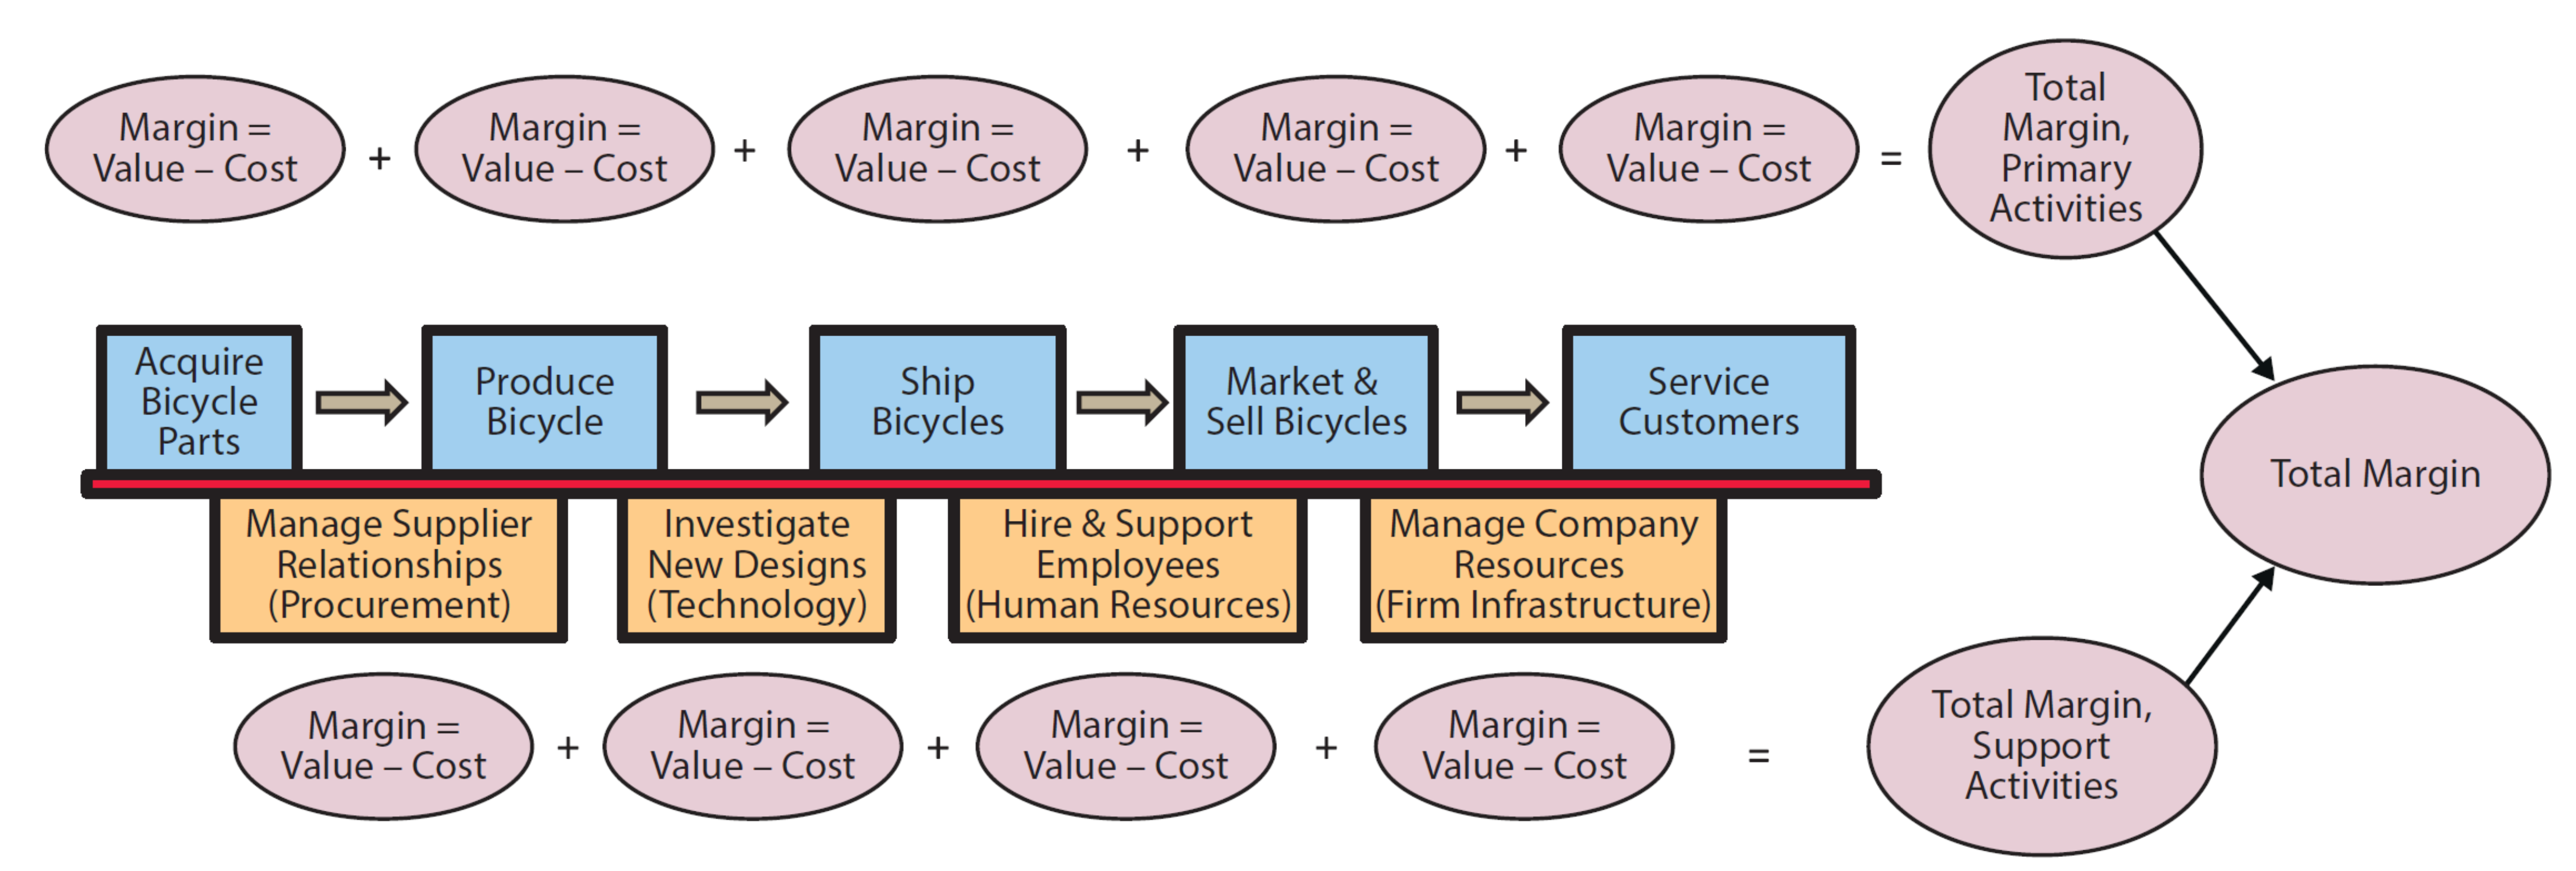 Margin =
Value – Cost
+
Margin =
Value – Cost
+
Margin =
Value – Cost
+
Margin =
Value – Cost
+
Margin =
Value – Cost
=
Total
Margin,
Primary
Activities
Acquire
Bicycle
Parts
Produce
Bicycle
Ship
Bicycles
Market &
Sell Bicycles
Service
Customers
Total Margin
Manage Supplier
Relationships
(Procurement)
Investigate
New Designs
(Technology)
Hire & Support
Employees
(Human Resources)
Manage Company
Resources
(Firm Infrastructure)
Margin =
Value – Cost
+
Margin =
Value – Cost
+
Margin =
Value – Cost
+
Margin =
Value – Cost
=
Total Margin,
Support
Activities